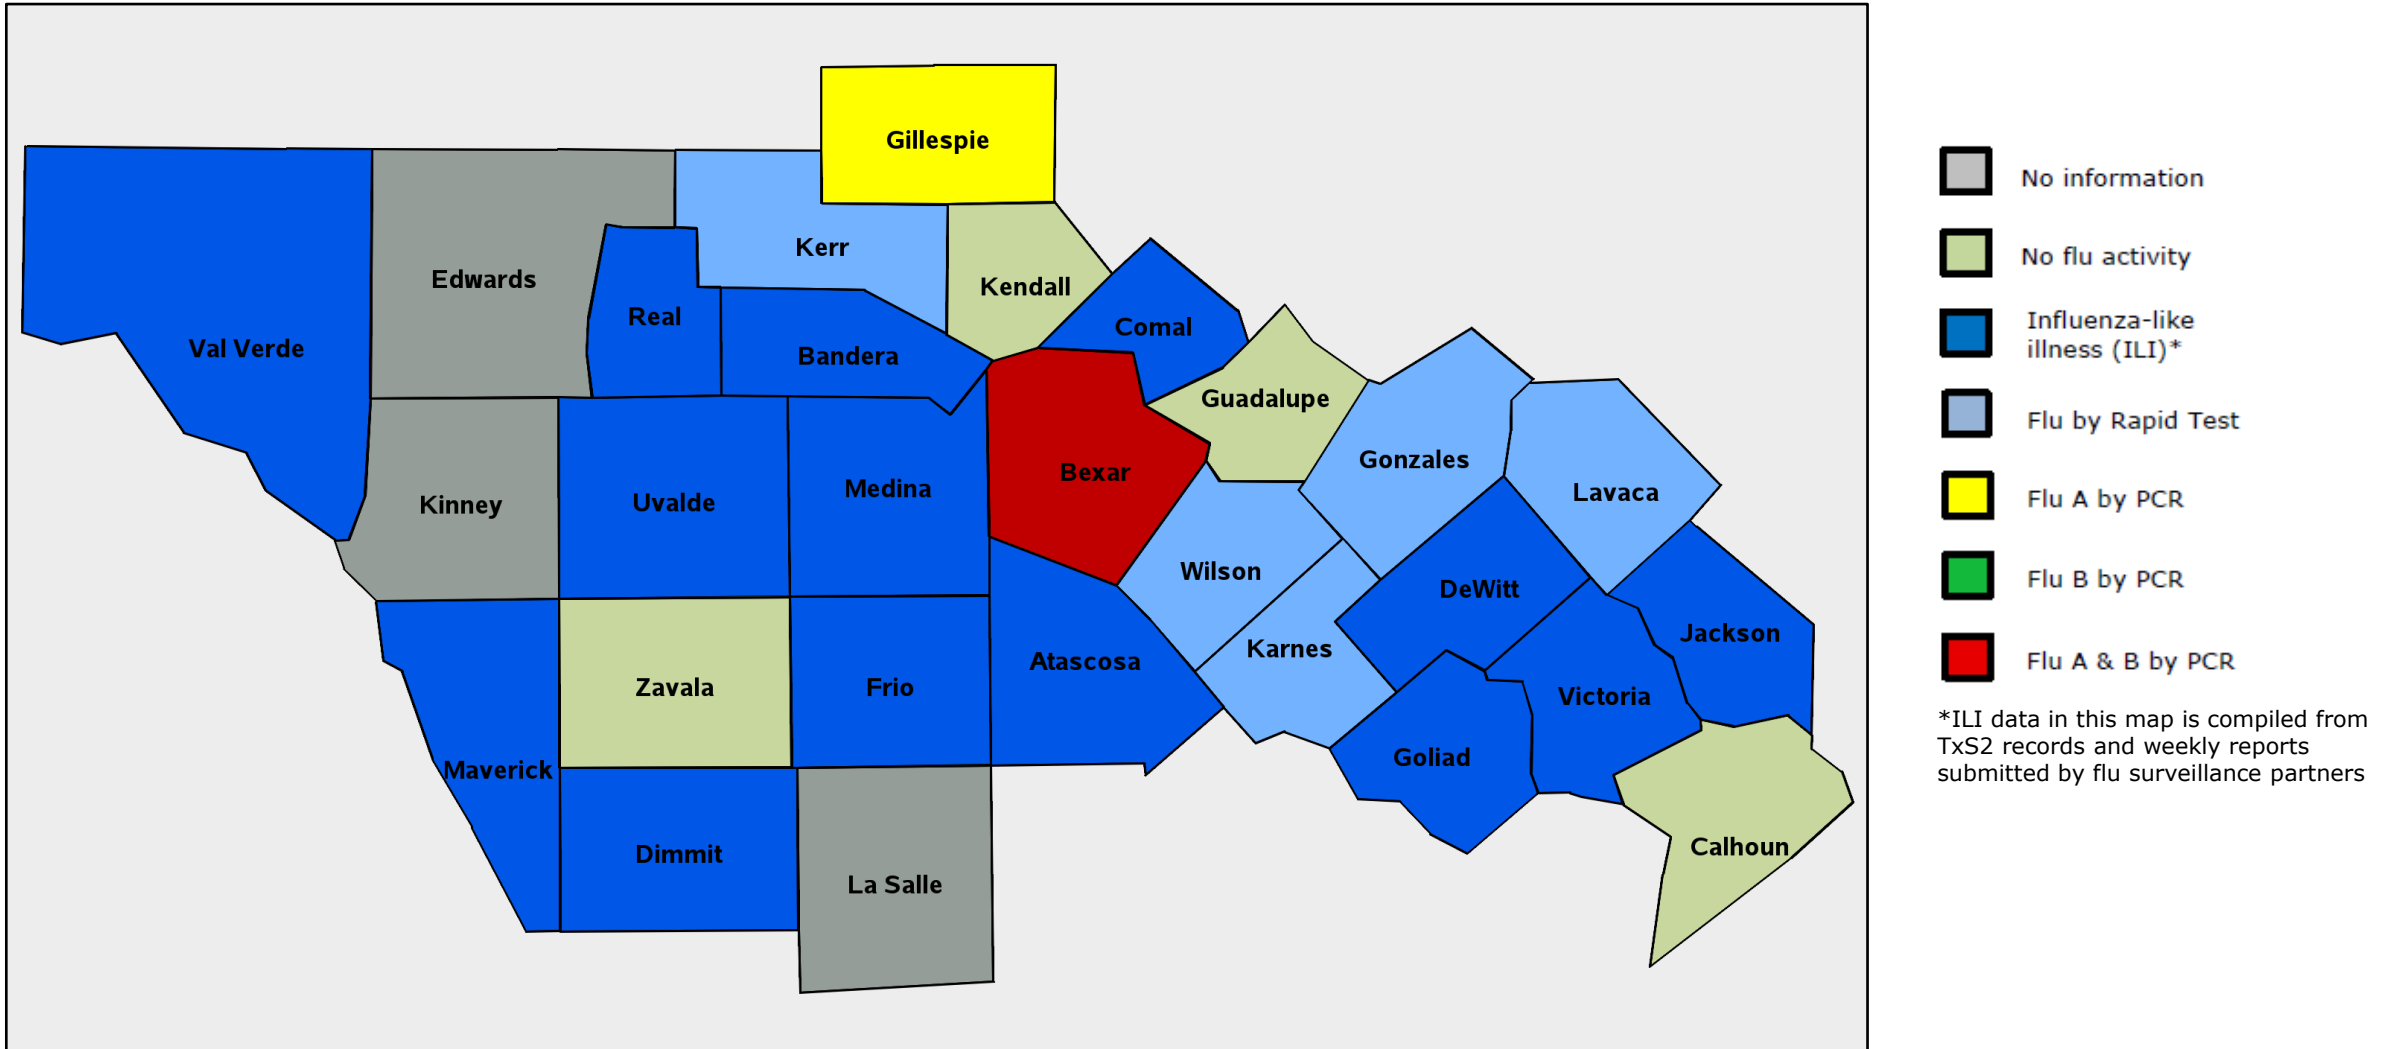 Gillespie
Kerr
Edwards
Kendall
Real
Comal
Val Verde
Bandera
Guadalupe
Gonzales
Bexar
Medina
Lavaca
Uvalde
Kinney
Wilson
DeWitt
Jackson
Karnes
Atascosa
Zavala
Frio
Victoria
Goliad
Maverick
Calhoun
Dimmit
La Salle
No information
No flu activity
Influenza-like
illness (ILI)*
Flu by Rapid Test
Flu A by PCR
Flu B by PCR
Flu A & B by PCR
*ILI data in this map is compiled from
TxS2 records and weekly reports
submitted by flu surveillance partners